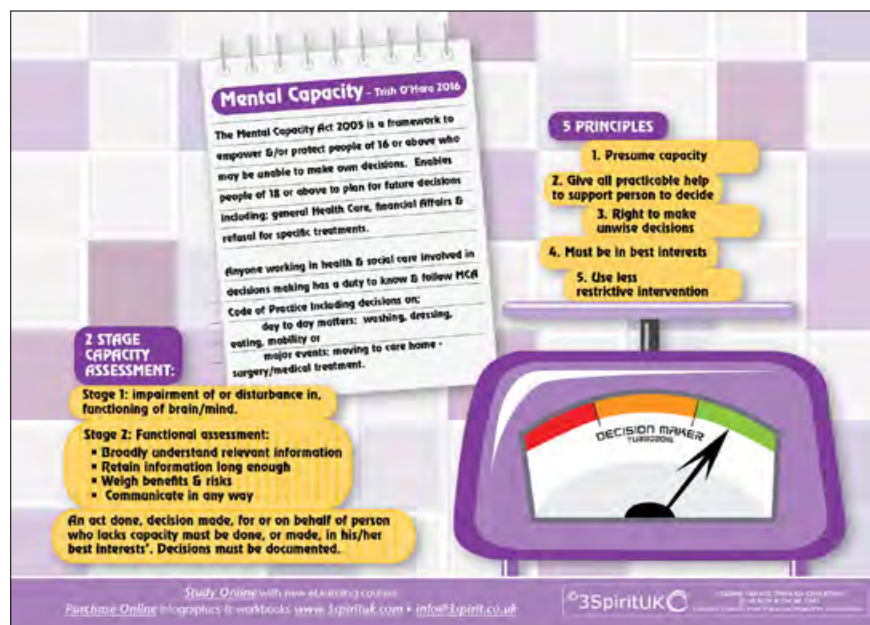 Mental Capacity - Trish O'Hara 2016
The Mental Capacity Act 2005 is a framework to
empower &/or protect people of 16 or above who
may be unable to make own decisions. Enables
people of 18 or above to plan for future decisions
including: general Health Care, financial Affairs &
refusal for specific treatments.
Anyone working in health & social care involved in
decisions making has a duty to know & follow MCA
Code of Practice Including decisions on;
day to day matters: washing, dressing,
eating, mobility or
major events: moving to care home -
surgery/medical treatment.
5 PRINCIPLES
1. Presume capacity
2. Give all practicable help
to support person to decide
3. Right to make
unwise decisions
4. Must be in best interests
5. Use less
restrictive intervention
2 STAGE
CAPACITY
ASSESSMENT:
Stage 1: impairment of or disturbance in,
functioning of brain/mind.
Stage 2: Functional assessment:
▪ Broadly understand relevant information
▪ Retain information long enough
▪ Weigh benefits & risks
▪ Communicate in any way
An act done, decision made, for or on behalf of person
who lacks capacity must be done, or made, in his/her
best interests'. Decisions must be documented.
DECISION MAKER
Study Online with new eLearning courses
Purchase Online infographics & workbooks www.3spirituk.com • info@3spirit.co.uk
©3SpiritUK